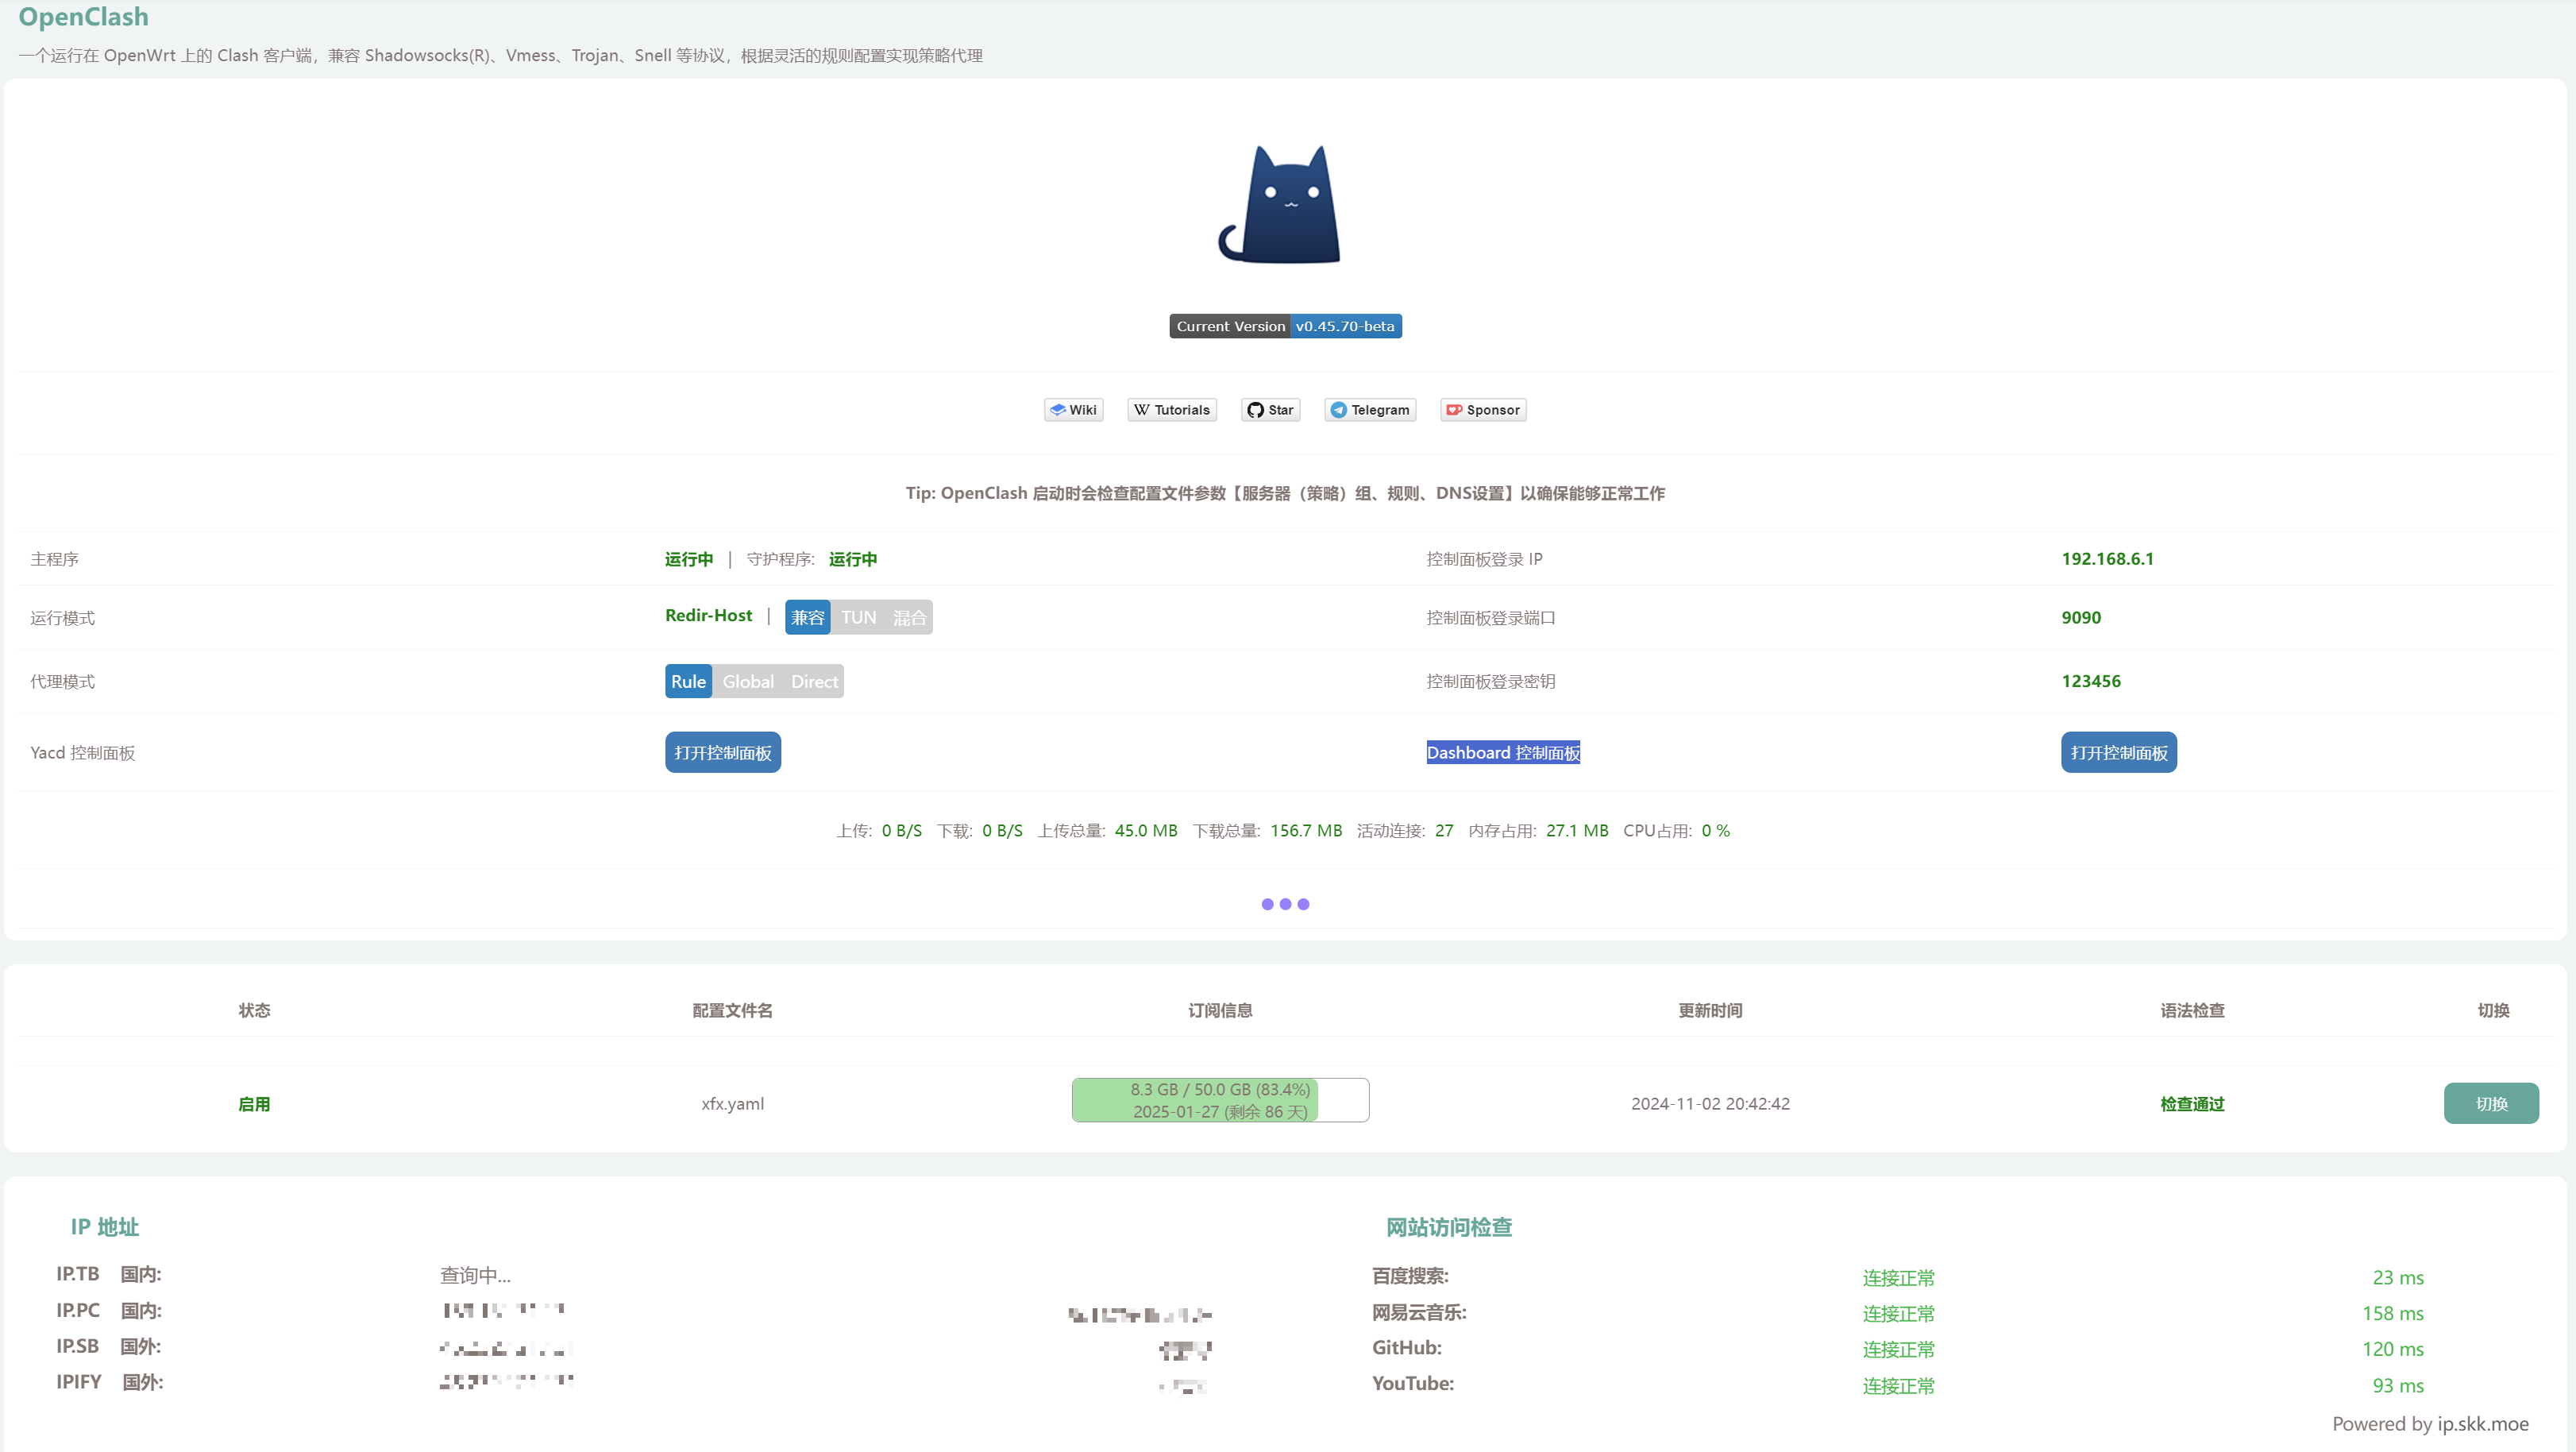 OpenClash
一个运行在 OpenWrt 上的 Clash 客户端，兼容 Shadowsocks(R)、Vmess、Trojan、Snell 等协议，根据灵活的规则配置实现策略代理
Current Version v0.45.70-beta
Wiki Tutorials Star Telegram Sponsor
Tip: OpenClash 启动时会检查配置文件参数【服务器（策略）组、规则、DNS设置】以确保能够正常工作
主程序 运行中 | 守护程序: 运行中 控制面板登录 IP 192.168.6.1
运行模式 Redir-Host | 兼容 TUN 混合 控制面板登录端口 9090
代理模式 Rule Global Direct 控制面板登录密钥 123456
Yacd 控制面板 打开控制面板 Dashboard 控制面板 打开控制面板
上传: 0 B/S 下载: 0 B/S 上传总量: 45.0 MB 下载总量: 156.7 MB 活动连接: 27 内存占用: 27.1 MB CPU占用: 0 %
状态 配置文件名 订阅信息 更新时间 语法检查 切换
启用 xfx.yaml 8.3 GB / 50.0 GB (83.4%) 2024-11-02 20:42:42 检查通过 切换
2025-01-27 (剩余 86 天)
IP 地址
IP.TB 国内: 查询中...
IP.PC 国内:
IP.SB 国外:
IPIFY 国外:
网站访问检查
百度搜索: 连接正常 23 ms
网易云音乐: 连接正常 158 ms
GitHub: 连接正常 120 ms
YouTube: 连接正常 93 ms
Powered by ip.skk.moe